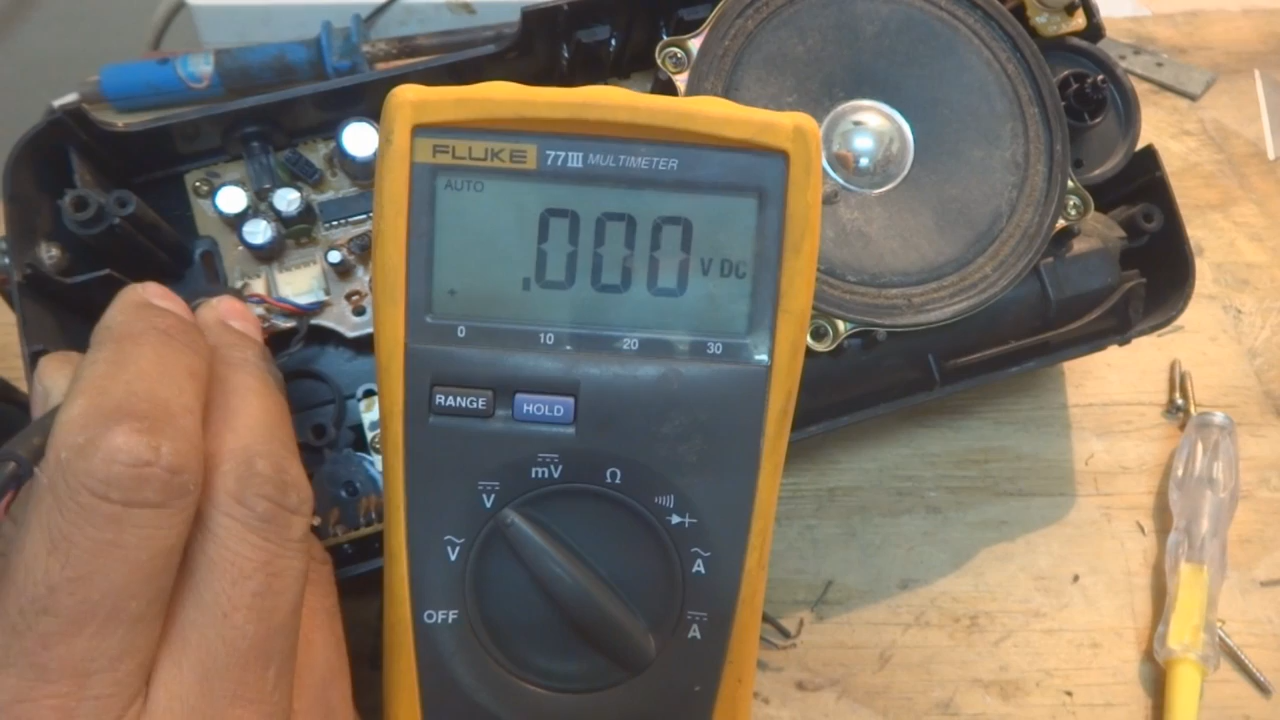 FLUKE 77III MULTIMETER
AUTO
.000 V DC
0 10 20 30
RANGE HOLD
mV Ω
V
V
A
OFF
A